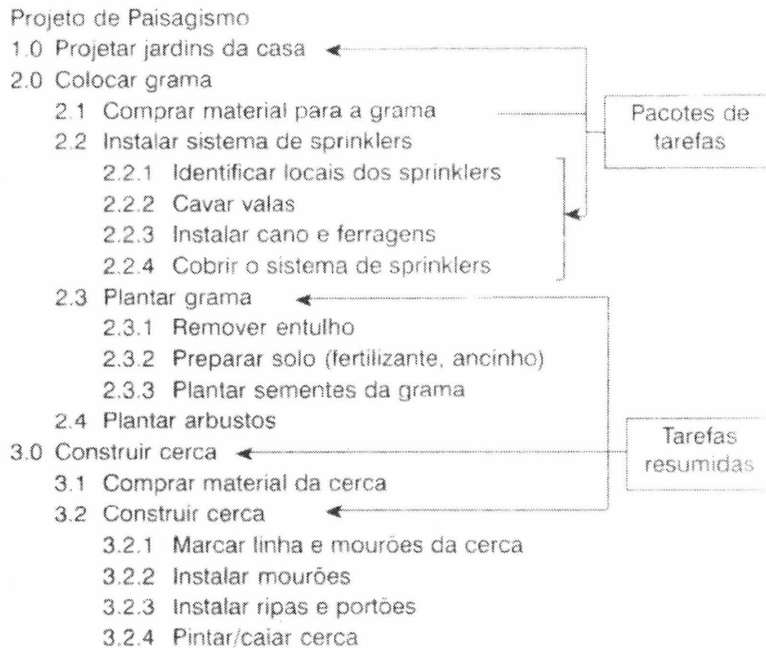 Projeto de Paisagismo
1.0 Projetar jardins da casa
2.0 Colocar grama
2.1 Comprar material para a grama
2.2 Instalar sistema de sprinklers
2.2.1 Identificar locais dos sprinklers
2.2.2 Cavar valas
2.2.3 Instalar cano e ferragens
2.2.4 Cobrir o sistema de sprinklers
2.3 Plantar grama
2.3.1 Remover entulho
2.3.2 Preparar solo (fertilizante, ancinho)
2.3.3 Plantar sementes da grama
2.4 Plantar arbustos
3.0 Construir cerca
3.1 Comprar material da cerca
3.2 Construir cerca
3.2.1 Marcar linha e mourões da cerca
3.2.2 Instalar mourões
3.2.3 Instalar ripas e portões
3.2.4 Pintar/caiar cerca
Pacotes de
tarefas
Tarefas
resumidas